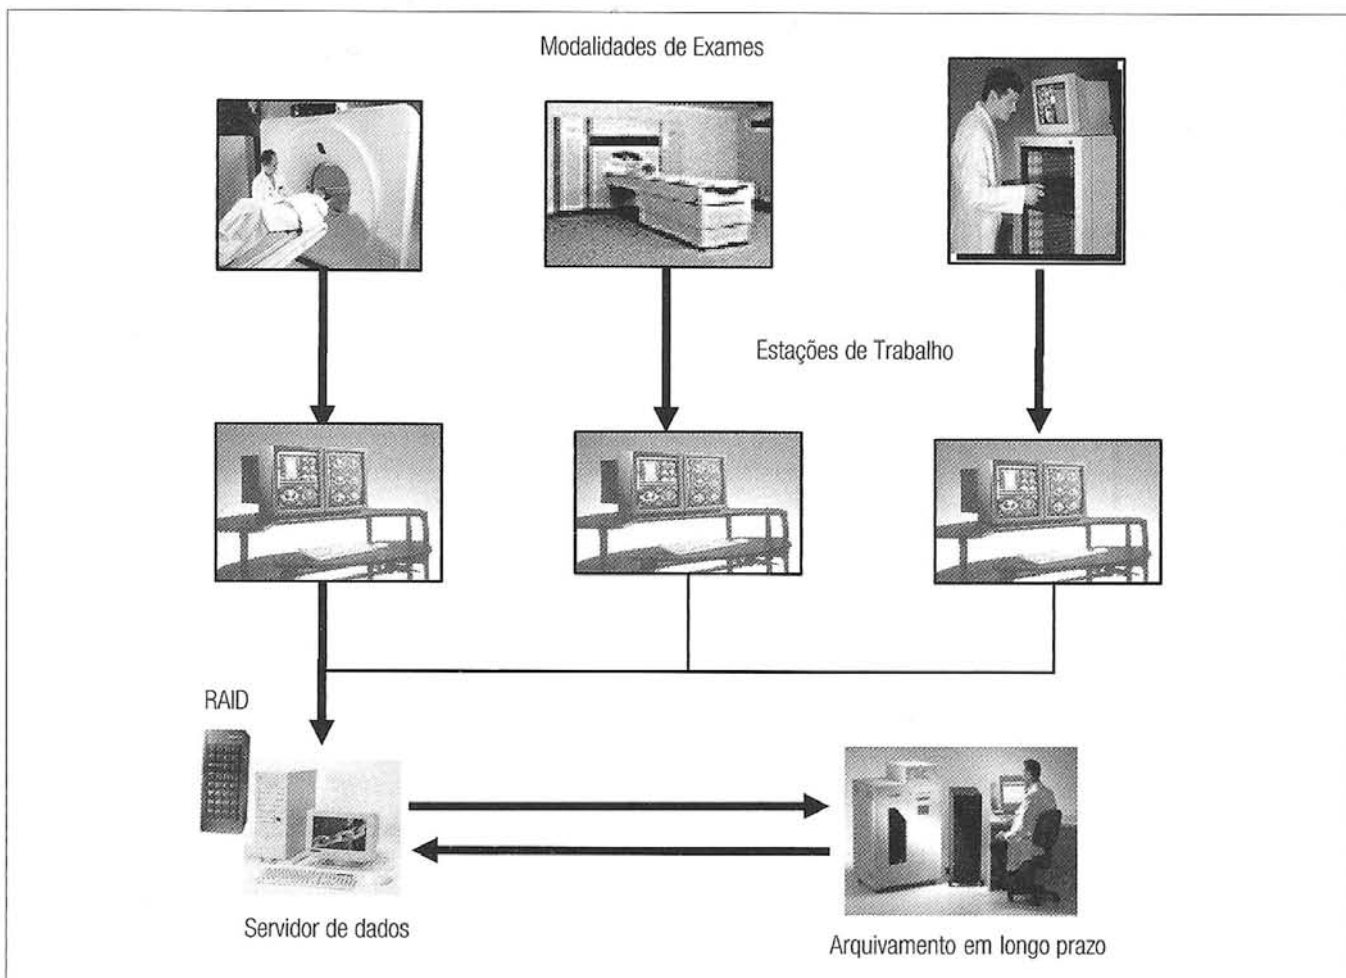 Modalidades de Exames
Estações de Trabalho
RAID
Servidor de dados
Arquivamento em longo prazo